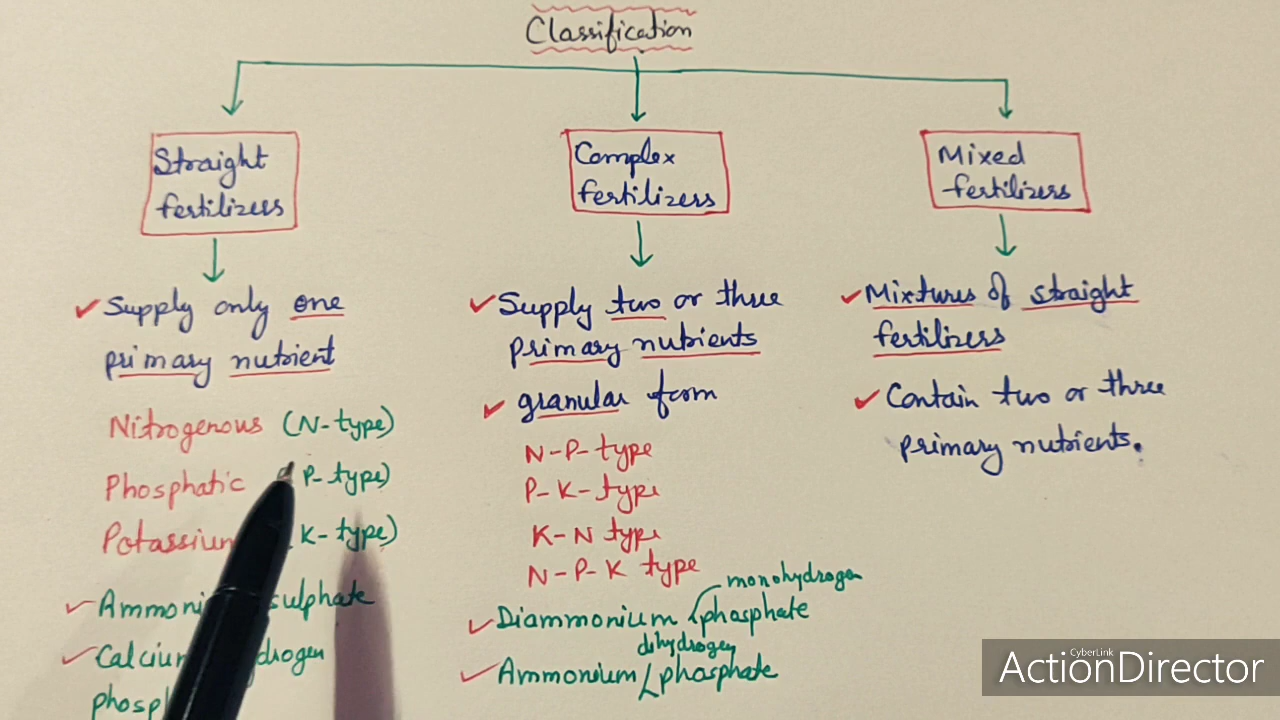 Classification
Straight
fertilizers
Supply only one
primary nutrient
Nitrogenous (N-type)
Phosphatic P-type)
K-type)
sulphate
Complex
fertilizers
Supply two or three
primary nutrients
granular form
N-P-type
P-K-type
K-N type
N-P-K type
monohydrogen
Diammonium phosphate
dihydrogen
Ammonium phosphate
Mixed
fertilizers
Mixtures of straight
fertilizers
Contain two or three
primary nutrients.
CyberLink
ActionDirector